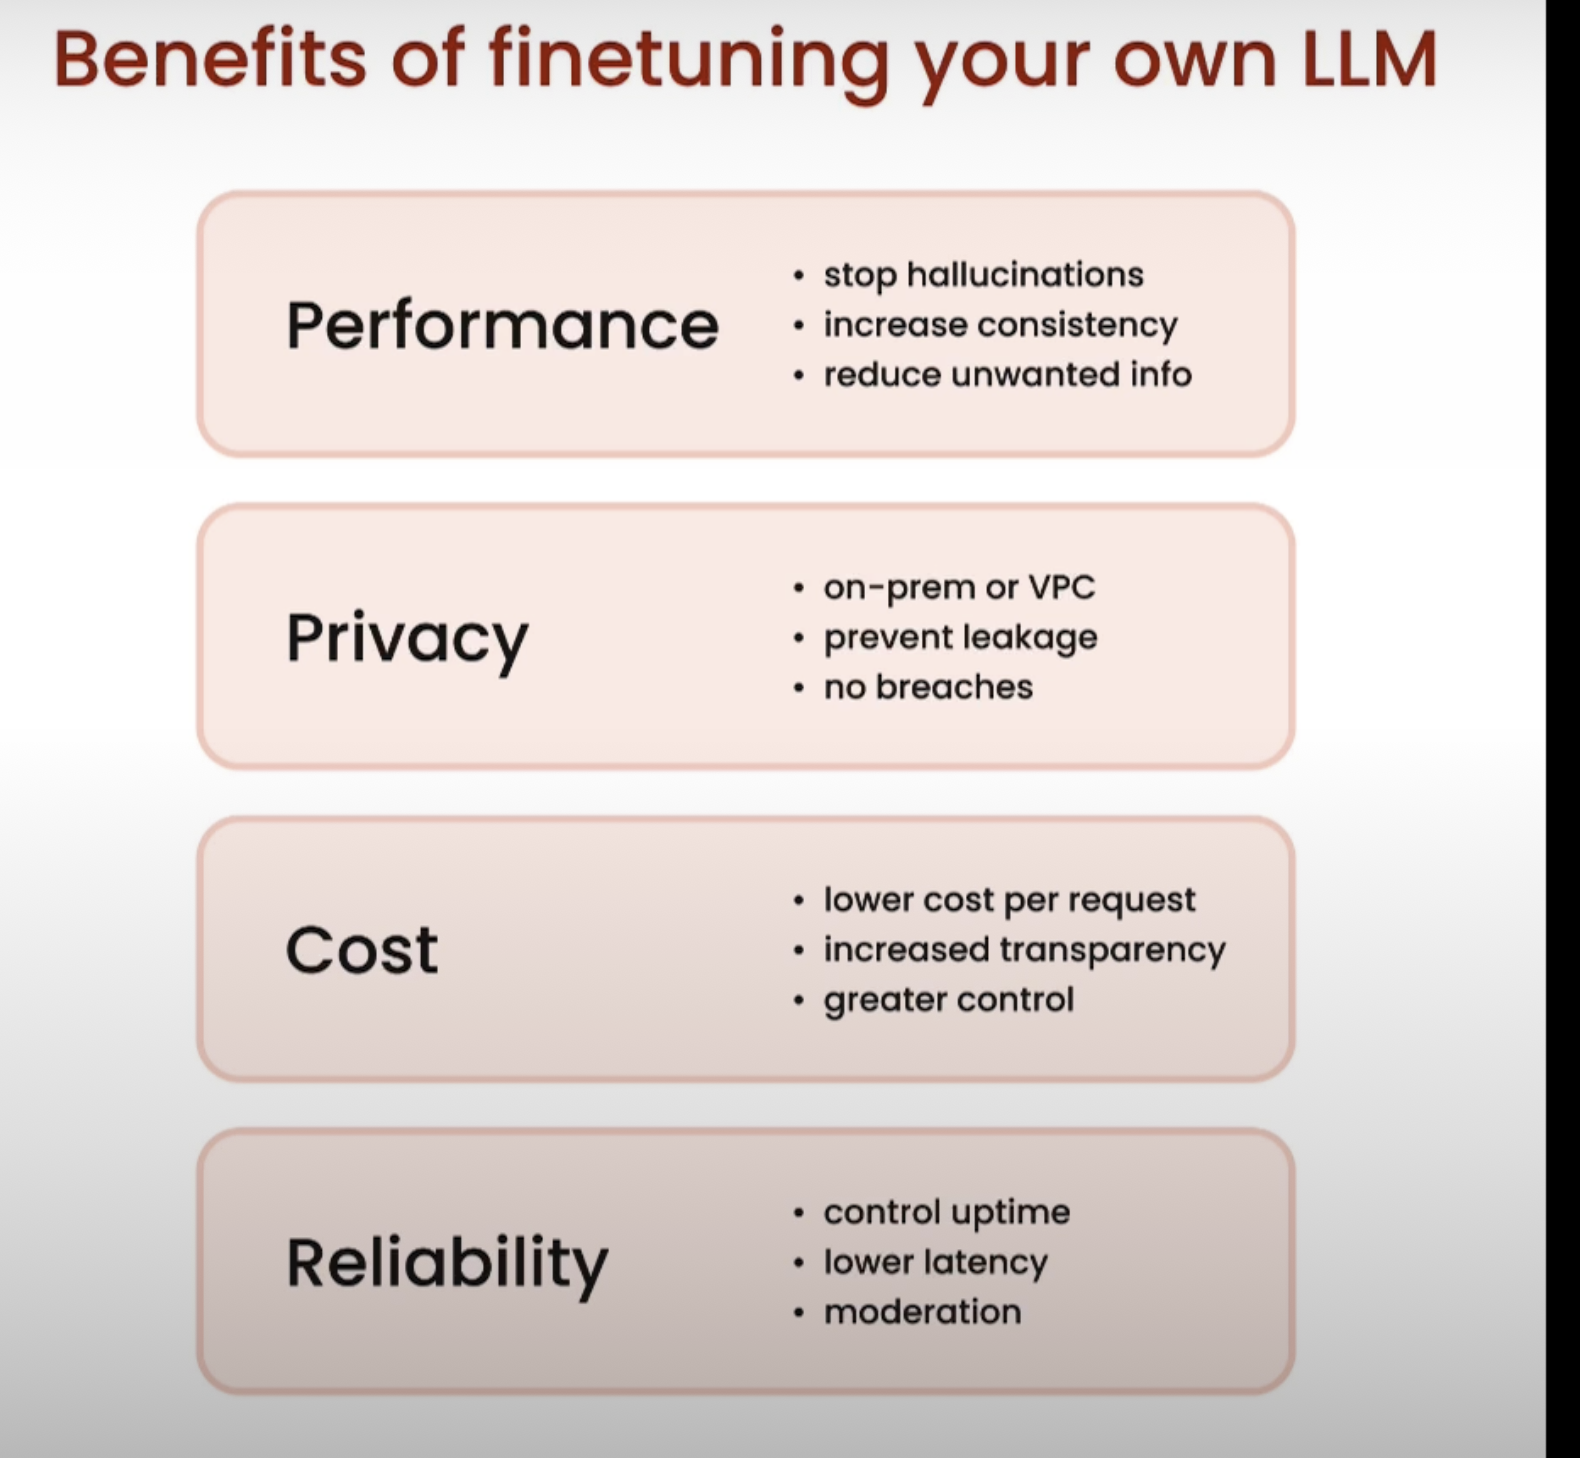 Benefits of finetuning your own LLM
Performance
• stop hallucinations
• increase consistency
• reduce unwanted info
Privacy
• on-prem or VPC
• prevent leakage
• no breaches
Cost
• lower cost per request
• increased transparency
• greater control
Reliability
• control uptime
• lower latency
• moderation